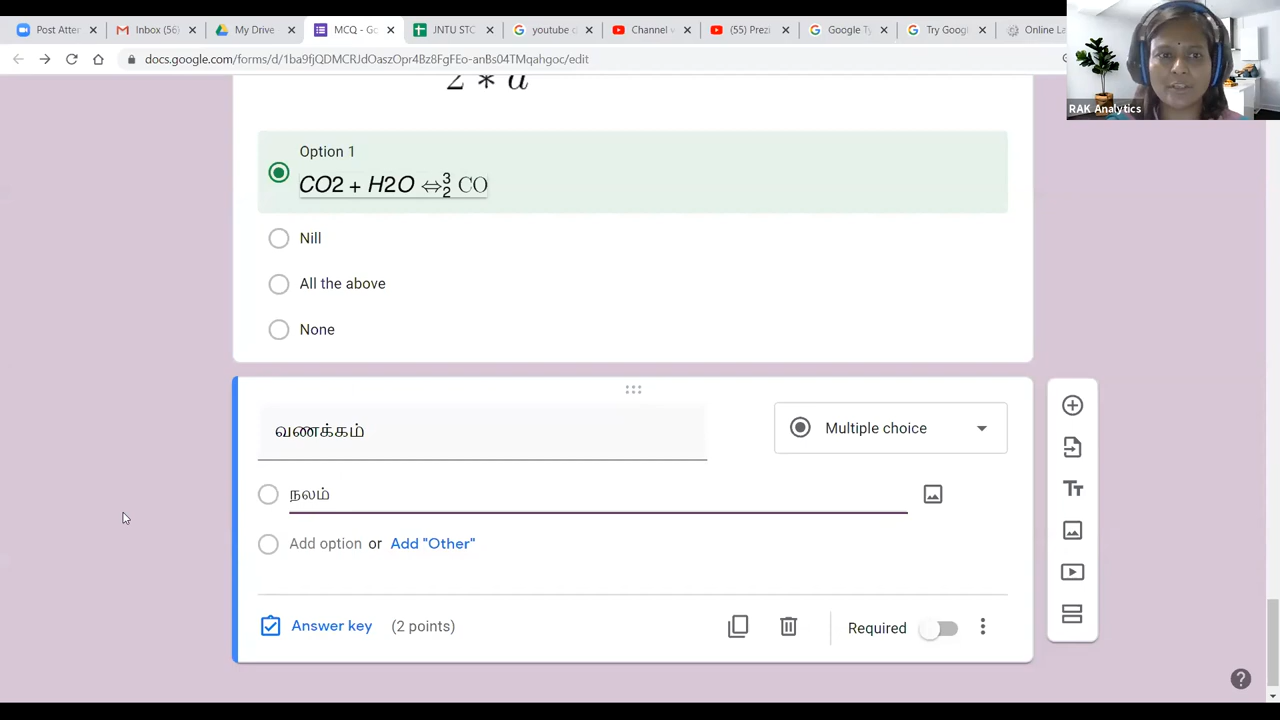 Post Atter
Inbox (56)
My Drive
MCQ - Go
JNTU STC
youtube
Channel
(55) Prezi
Google Ty
Try Googl
Online La
docs.google.com/forms/d/
/edit
RAK Analytics
2 * a
Option 1
CO2 + H2O ⇔ 3 2 CO
Nill
All the above
None
வணக்கம்
Multiple choice
நலம்
Add option or Add "Other"
Answer key (2 points)
Required